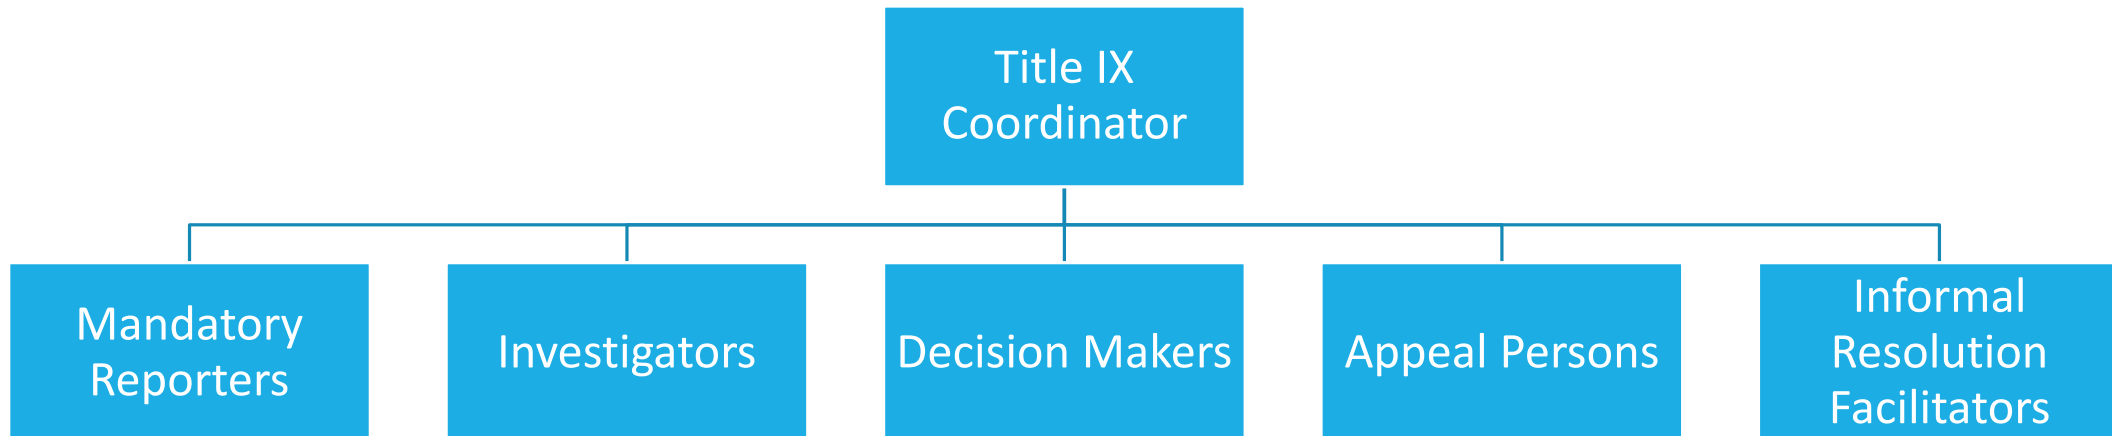 Title IX
Coordinator
Mandatory
Reporters
Investigators
Decision Makers
Appeal Persons
Informal
Resolution
Facilitators